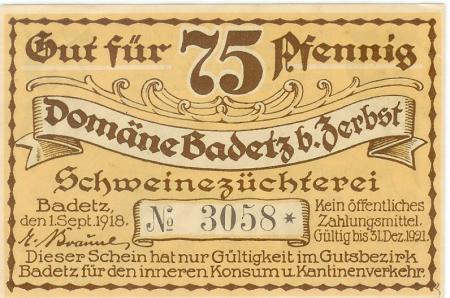 Gut für 75 Pfennig
Domäne Badetz b. Zerbst
Schweinezüchterei
Badetz,
den 1. Sept. 1918.
№ 3058 *
Kein öffentliches
Zahlungsmittel.
Gültig bis 31. Dez. 1921.
Dieser Schein hat nur Gültigkeit im Gutsbezirk
Badetz für den inneren Konsum u. Kantinenverkehr.